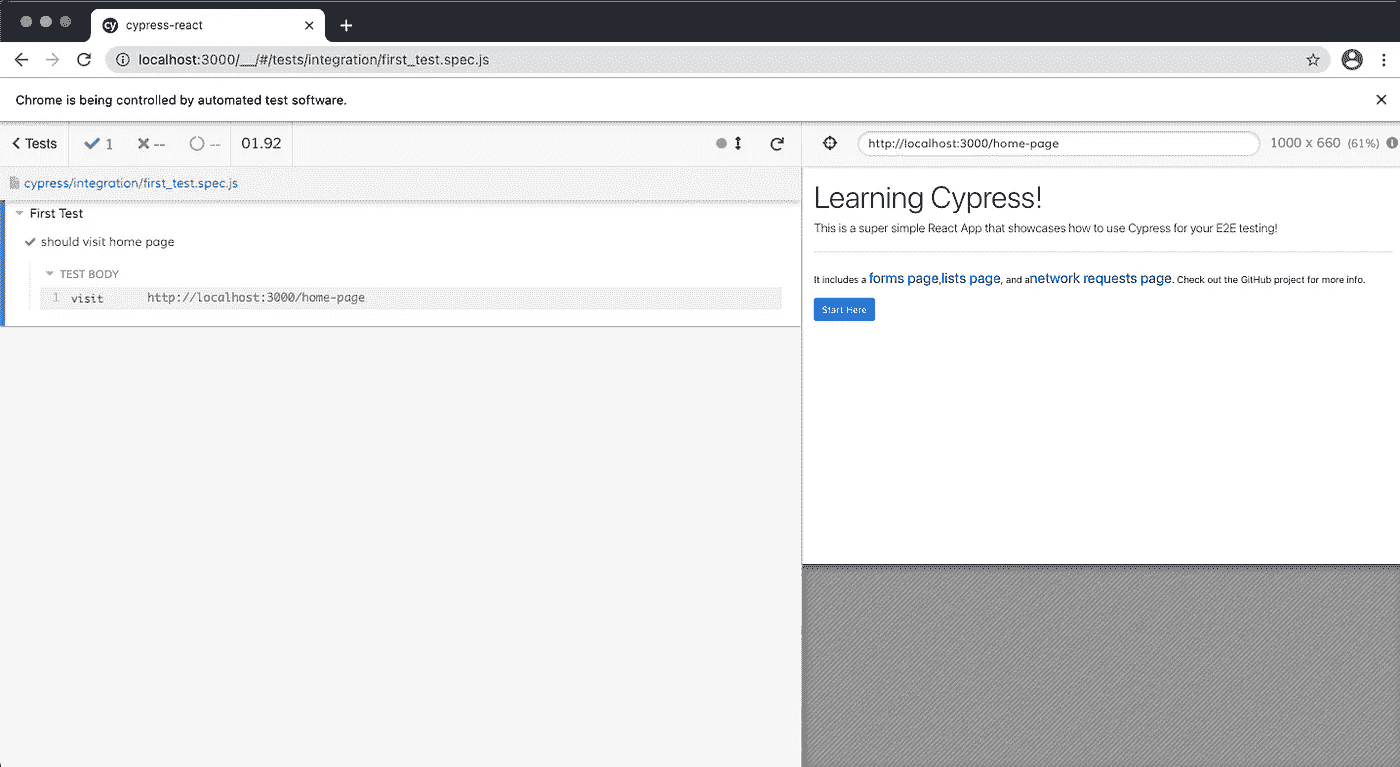 cy cypress-react
localhost:3000/__/#/tests/integration/first_test.spec.js
Chrome is being controlled by automated test software.
Tests 1 -- -- 01.92
http://localhost:3000/home-page 1000 x 660 (61%)
cypress/integration/first_test.spec.js
First Test
should visit home page
TEST BODY
1 visit http://localhost:3000/home-page
Learning Cypress!
This is a super simple React App that showcases how to use Cypress for your E2E testing!
It includes a forms page,lists page, and a network requests page. Check out the GitHub project for more info.
Start Here